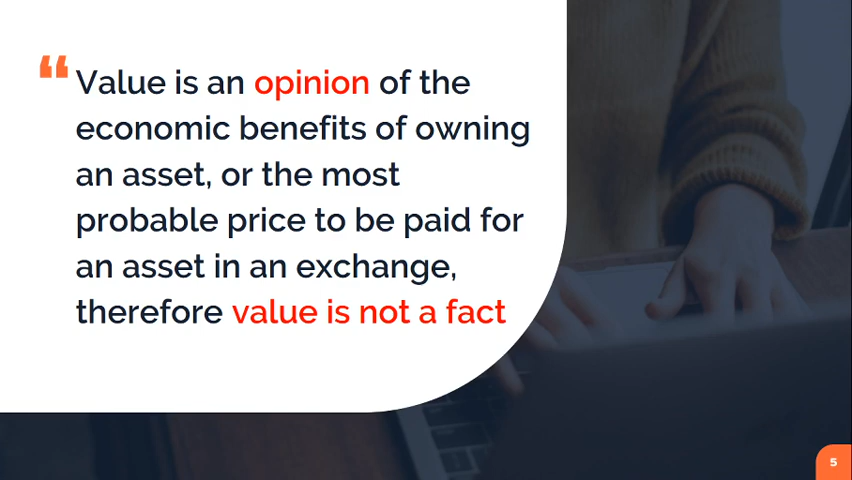 “
Value is an opinion of the
economic benefits of owning
an asset, or the most
probable price to be paid for
an asset in an exchange,
therefore value is not a fact
5